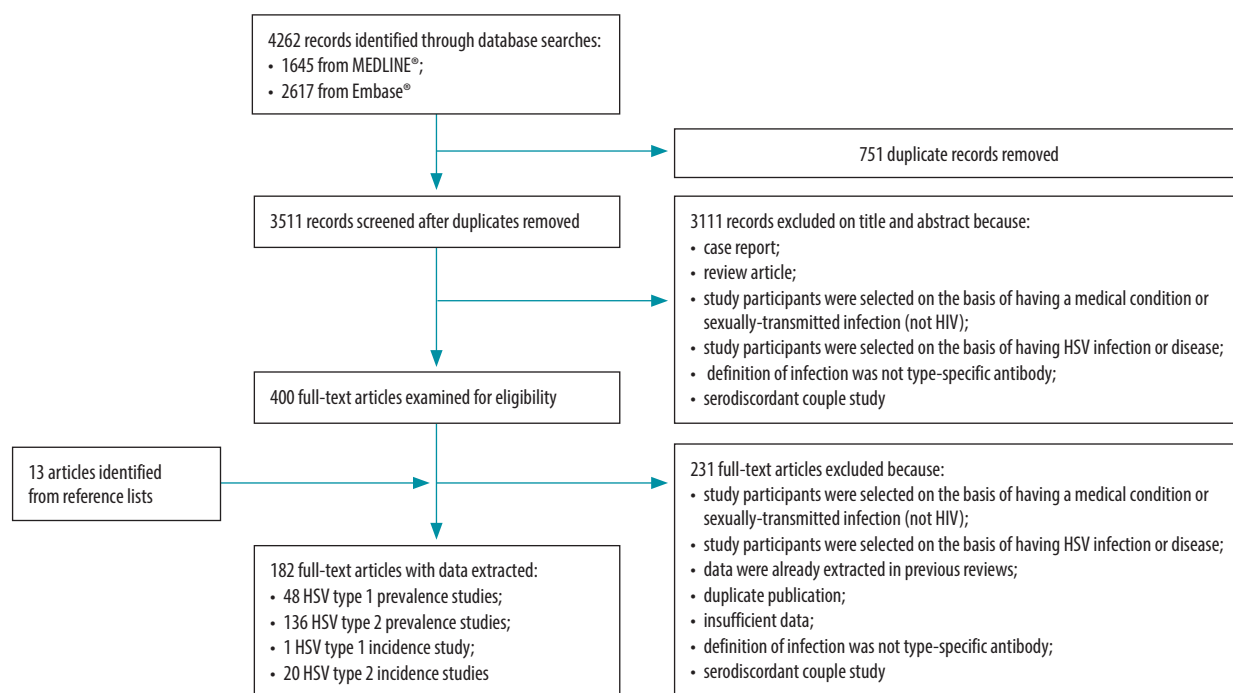 4262 records identified through database searches:
• 1645 from MEDLINE®;
• 2617 from Embase®
751 duplicate records removed
3511 records screened after duplicates removed
3111 records excluded on title and abstract because:
• case report;
• review article;
• study participants were selected on the basis of having a medical condition or
sexually-transmitted infection (not HIV);
• study participants were selected on the basis of having HSV infection or disease;
• definition of infection was not type-specific antibody;
• serodiscordant couple study
400 full-text articles examined for eligibility
13 articles identified
from reference lists
231 full-text articles excluded because:
• study participants were selected on the basis of having a medical condition or
sexually-transmitted infection (not HIV);
• study participants were selected on the basis of having HSV infection or disease;
• data were already extracted in previous reviews;
• duplicate publication;
• insufficient data;
• definition of infection was not type-specific antibody;
• serodiscordant couple study
182 full-text articles with data extracted:
• 48 HSV type 1 prevalence studies;
• 136 HSV type 2 prevalence studies;
• 1 HSV type 1 incidence study;
• 20 HSV type 2 incidence studies